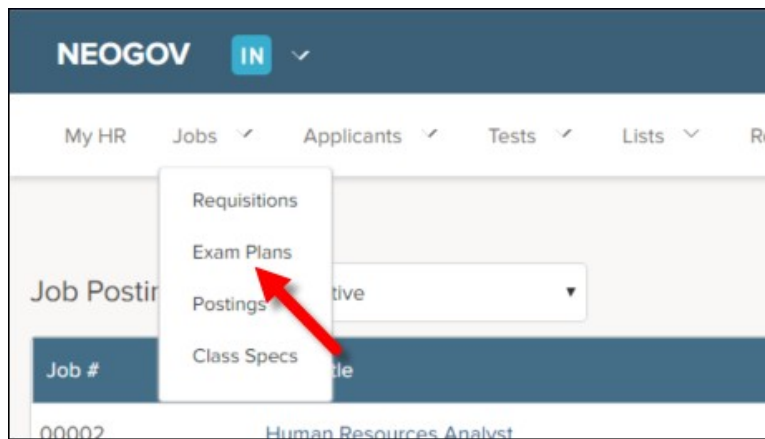 NEOGOV IN
My HR Jobs Applicants Tests Lists
Requisitions
Exam Plans
Job Postin tive
Postings
Class Specs
Job # tle
00002 Human Resources Analyst